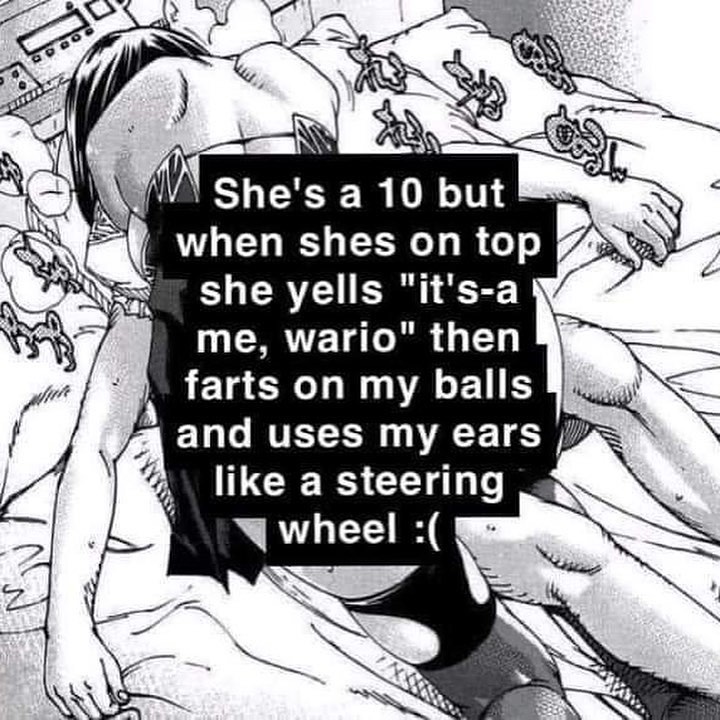 She's a 10 but
when shes on top
she yells "it's-a
me, wario" then
farts on my balls
and uses my ears
like a steering
wheel :(